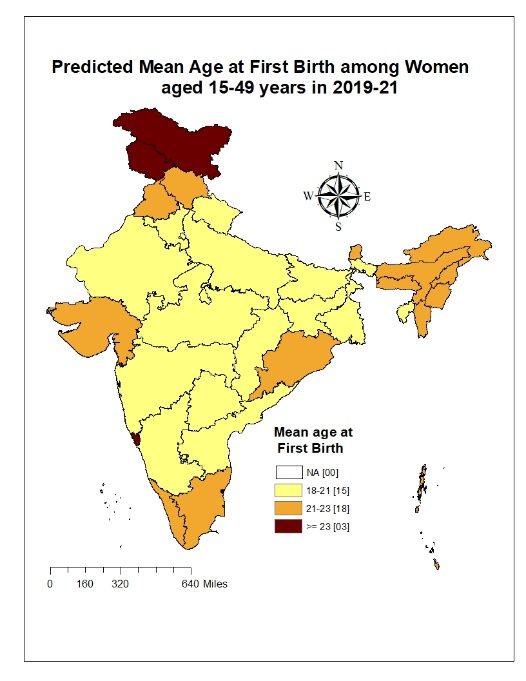 Predicted Mean Age at First Birth among Women
aged 15-49 years in 2019-21
N
W E
S
Mean age at
First Birth
NA [00]
18-21 [15]
21-23 [18]
>= 23 [03]
0 160 320 640 Miles